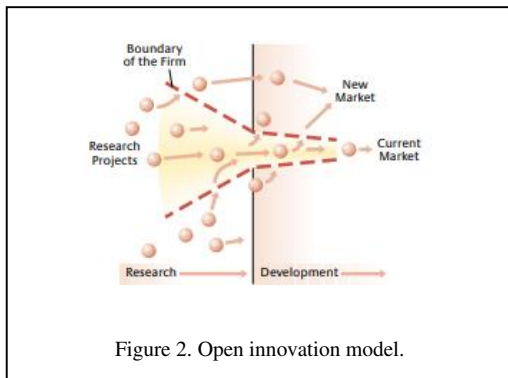 Boundary
of the Firm
New
Market
Research
Projects
Current
Market
Research
Development
Figure 2. Open innovation model.